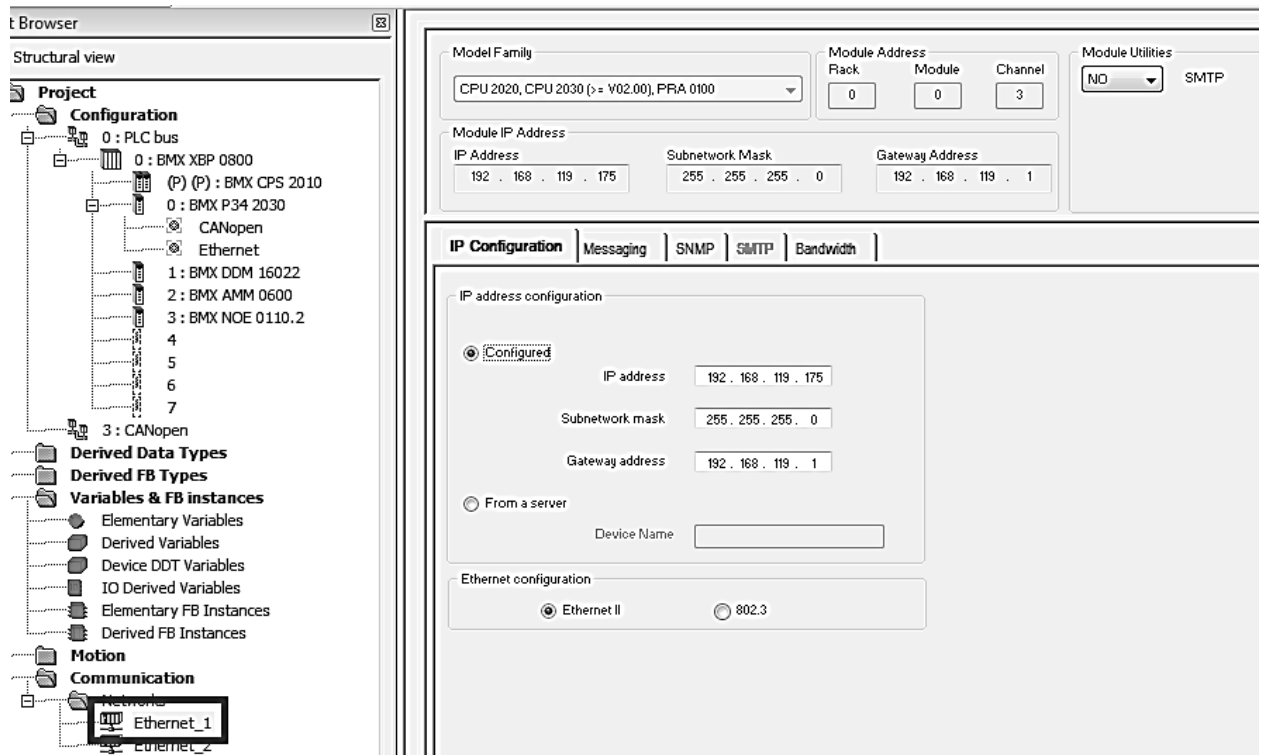 t Browser
Structural view
Project
Configuration
0 : PLC bus
0 : BMX XBP 0800
(P) (P) : BMX CPS 2010
0 : BMX P34 2030
CANopen
Ethernet
1 : BMX DDM 16022
2 : BMX AMM 0600
3 : BMX NOE 0110.2
4
5
6
7
3 : CANopen
Derived Data Types
Derived FB Types
Variables & FB instances
Elementary Variables
Derived Variables
Device DDT Variables
IO Derived Variables
Elementary FB Instances
Derived FB Instances
Motion
Communication
Networks
Ethernet_1
Ethernet_2
Model Family
CPU 2020, CPU 2030 (>= V02.00), PRA 0100
Module Address
Rack Module Channel
0 0 3
Module Utilities
NO SMTP
Module IP Address
IP Address Subnetwork Mask Gateway Address
192 . 168 . 119 . 175 255 . 255 . 255 . 0 192 . 168 . 119 . 1
IP Configuration Messaging SNMP SMTP Bandwidth
IP address configuration
Configured
IP address 192 . 168 . 119 . 175
Subnetwork mask 255 . 255 . 255 . 0
Gateway address 192 . 168 . 119 . 1
From a server
Device Name
Ethernet configuration
Ethernet II 802.3